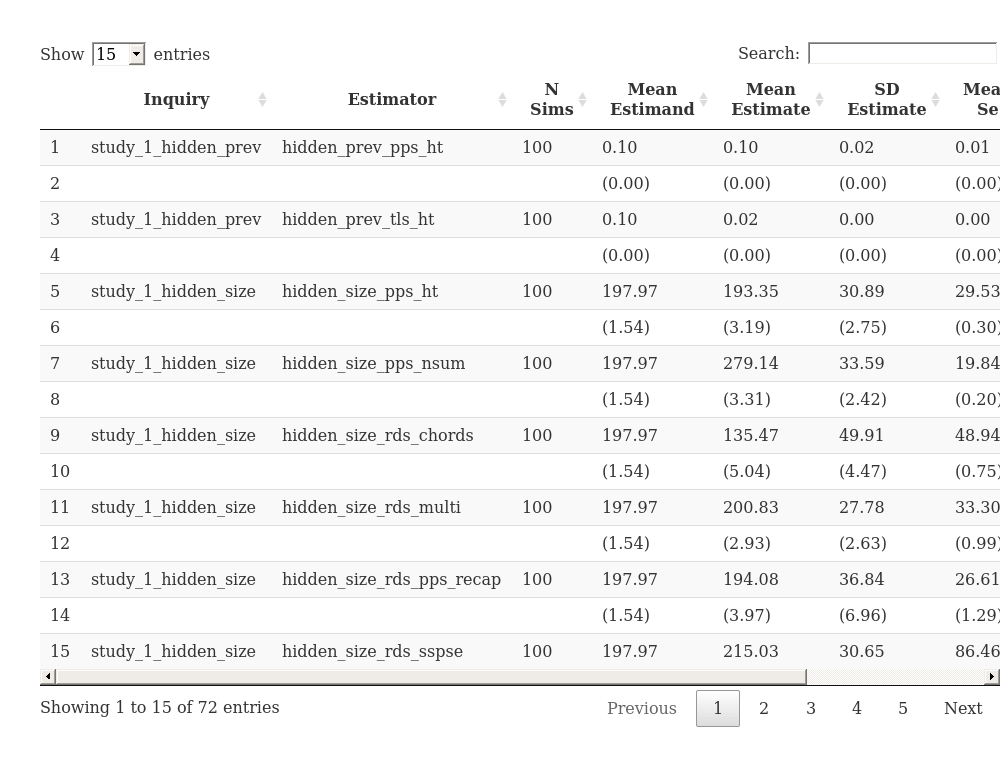 Show 15 entries Search:
Inquiry Estimator N Sims Mean Estimand Mean Estimate SD Estimate Mea Se
1 study_1_hidden_prev hidden_prev_pps_ht 100 0.10 0.10 0.02 0.01
2 (0.00) (0.00) (0.00) (0.00)
3 study_1_hidden_prev hidden_prev_tls_ht 100 0.10 0.02 0.00 0.00
4 (0.00) (0.00) (0.00) (0.00)
5 study_1_hidden_size hidden_size_pps_ht 100 197.97 193.35 30.89 29.53
6 (1.54) (3.19) (2.75) (0.30)
7 study_1_hidden_size hidden_size_pps_nsum 100 197.97 279.14 33.59 19.84
8 (1.54) (3.31) (2.42) (0.20)
9 study_1_hidden_size hidden_size_rds_chords 100 197.97 135.47 49.91 48.94
10 (1.54) (5.04) (4.47) (0.75)
11 study_1_hidden_size hidden_size_rds_multi 100 197.97 200.83 27.78 33.30
12 (1.54) (2.93) (2.63) (0.99)
13 study_1_hidden_size hidden_size_rds_pps_recap 100 197.97 194.08 36.84 26.61
14 (1.54) (3.97) (6.96) (1.29)
15 study_1_hidden_size hidden_size_rds_sspse 100 197.97 215.03 30.65 86.46
Showing 1 to 15 of 72 entries Previous 1 2 3 4 5 Next